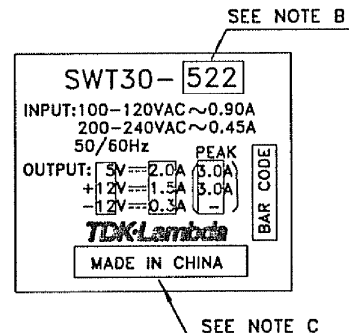 SEE NOTE B
SWT30-522
INPUT:100-120VAC~0.90A
200-240VAC~0.45A
50/60Hz
PEAK
OUTPUT: 5V⎓2.0A (3.0A)
+12V⎓1.5A (3.0A)
-12V⎓0.3A ( - )
BAR CODE
TDK-Lambda
MADE IN CHINA
SEE NOTE C